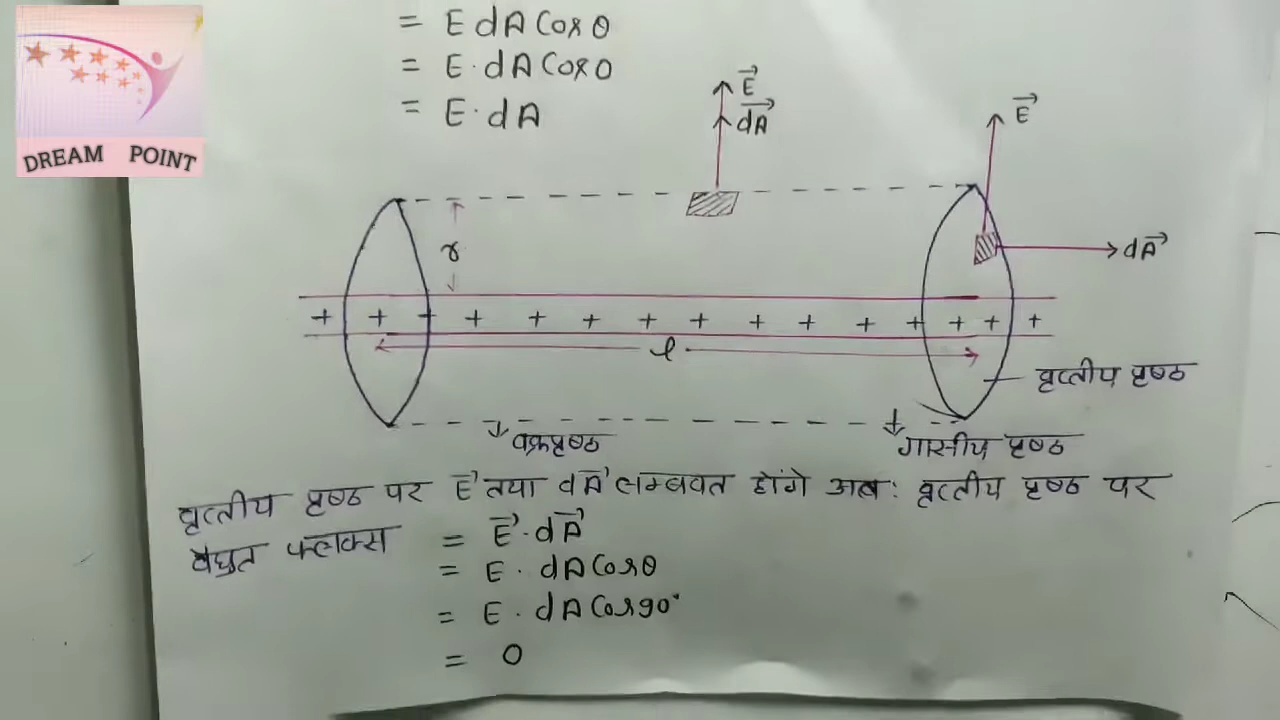 = E dA Cos θ
= E · dA Cos 0
= E · dA
E⃗
dA⃗
E⃗
dA⃗
r
+ + + + + + + + + + + + + +
l
वृत्तीय पृष्ठ
वक्रपृष्ठ
गासीय पृष्ठ
वृत्तीय पृष्ठ पर E⃗ तथा dA⃗ लम्बवत होंगे अतः वृत्तीय पृष्ठ पर
वैद्युत फ्लक्स = E⃗ · dA⃗
= E · dA Cos θ
= E · dA Cos 90°
= 0
DREAM POINT